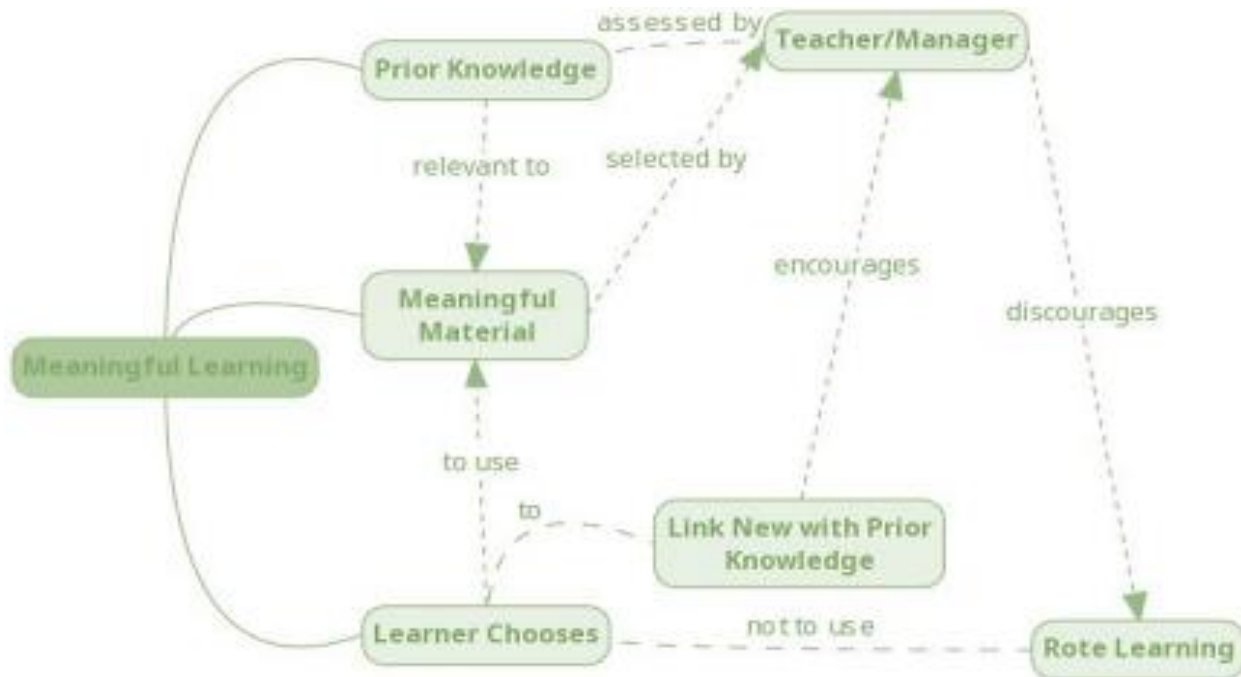 assessed by
Teacher/Manager
Prior Knowledge
relevant to
selected by
encourages
Meaningful
Material
discourages
Meaningful Learning
to use
to
Link New with Prior
Knowledge
Learner Chooses
not to use
Rote Learning